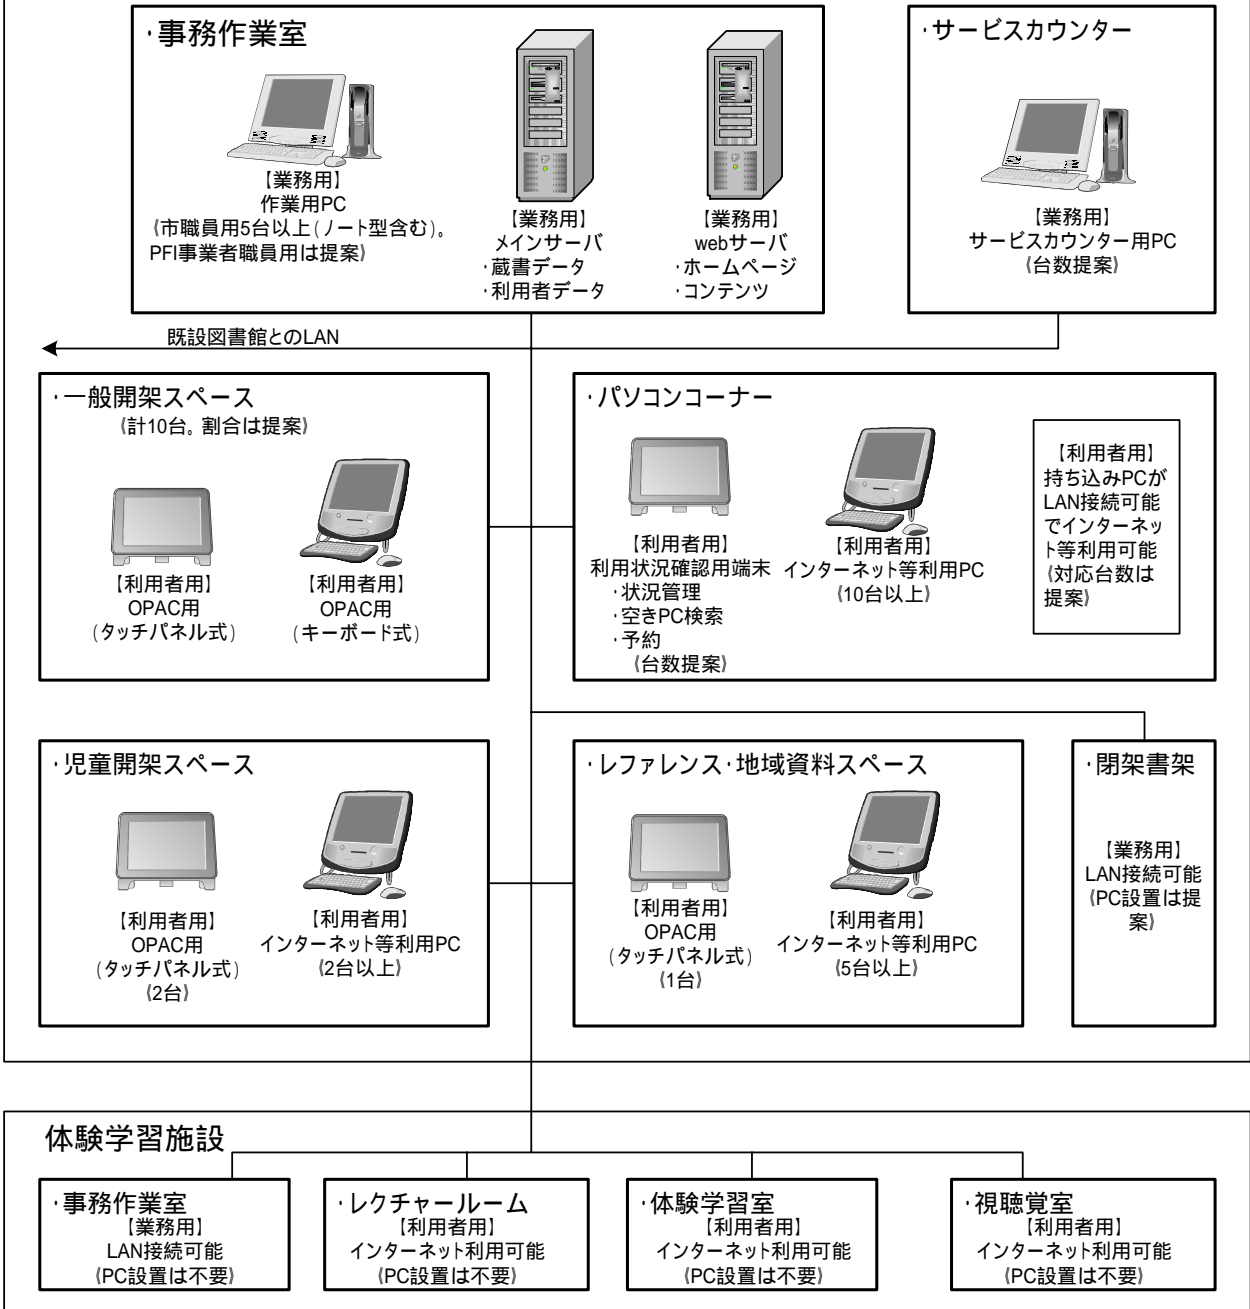 ・事務作業室
【業務用】
作業用PC
(市職員用5台以上(ノート型含む)。
PFI事業者職員用は提案)
【業務用】
メインサーバ
・蔵書データ
・利用者データ
【業務用】
webサーバ
・ホームページ
・コンテンツ
・サービスカウンター
【業務用】
サービスカウンター用PC
(台数提案)
既設図書館とのLAN
・一般開架スペース
(計10台。割合は提案)
【利用者用】
OPAC用
(タッチパネル式)
【利用者用】
OPAC用
(キーボード式)
・パソコンコーナー
【利用者用】
利用状況確認用端末
・状況管理
・空きPC検索
・予約
(台数提案)
【利用者用】
インターネット等利用PC
(10台以上)
【利用者用】
持ち込みPCが
LAN接続可能
でインターネッ
ト等利用可能
(対応台数は
提案)
・児童開架スペース
【利用者用】
OPAC用
(タッチパネル式)
(2台)
【利用者用】
インターネット等利用PC
(2台以上)
・レファレンス・地域資料スペース
【利用者用】
OPAC用
(タッチパネル式)
(1台)
【利用者用】
インターネット等利用PC
(5台以上)
・閉架書架
【業務用】
LAN接続可能
(PC設置は提
案)
体験学習施設
・事務作業室
【業務用】
LAN接続可能
(PC設置は不要)
・レクチャールーム
【利用者用】
インターネット利用可能
(PC設置は不要)
・体験学習室
【利用者用】
インターネット利用可能
(PC設置は不要)
・視聴覚室
【利用者用】
インターネット利用可能
(PC設置は不要)